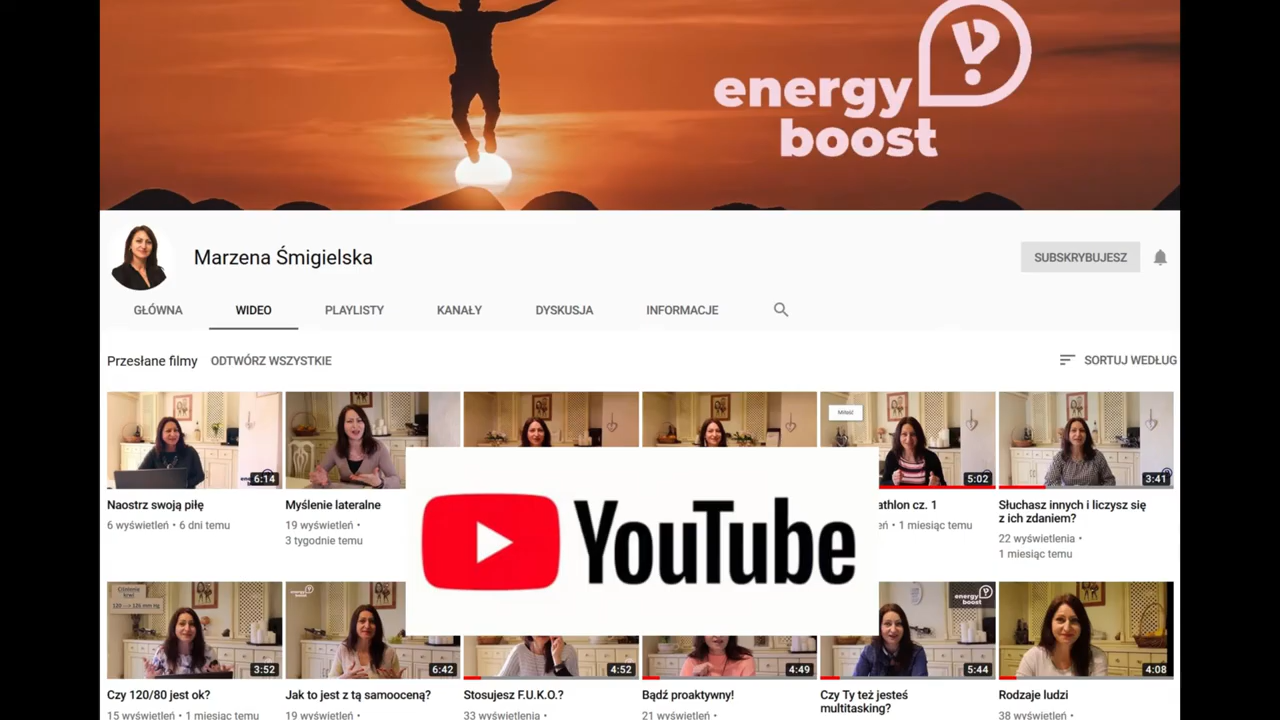 energy
boost
Marzena Śmigielska
SUBSKRYBUJESZ
GŁÓWNA WIDEO PLAYLISTY KANAŁY DYSKUSJA INFORMACJE
Przesłane filmy ODTWÓRZ WSZYSTKIE SORTUJ WEDŁUG
6:14 5:02 3:41
Naostrz swoją piłę
6 wyświetleń • 6 dni temu
Myślenie lateralne
19 wyświetleń •
3 tygodnie temu
athlon cz. 1
eń • 1 miesiąc temu
Słuchasz innych i liczysz się
z ich zdaniem?
22 wyświetlenia •
1 miesiąc temu
YouTube
energy
boost
3:52 6:42 4:52 4:49 5:44 4:08
Czy 120/80 jest ok?
15 wyświetleń • 1 miesiąc temu
Jak to jest z tą samooceną?
19 wyświetleń •
Stosujesz F.U.K.O.?
33 wyświetlenia •
Bądź proaktywny!
21 wyświetleń •
Czy Ty też jesteś
multitasking?
Rodzaje ludzi
38 wyświetleń •